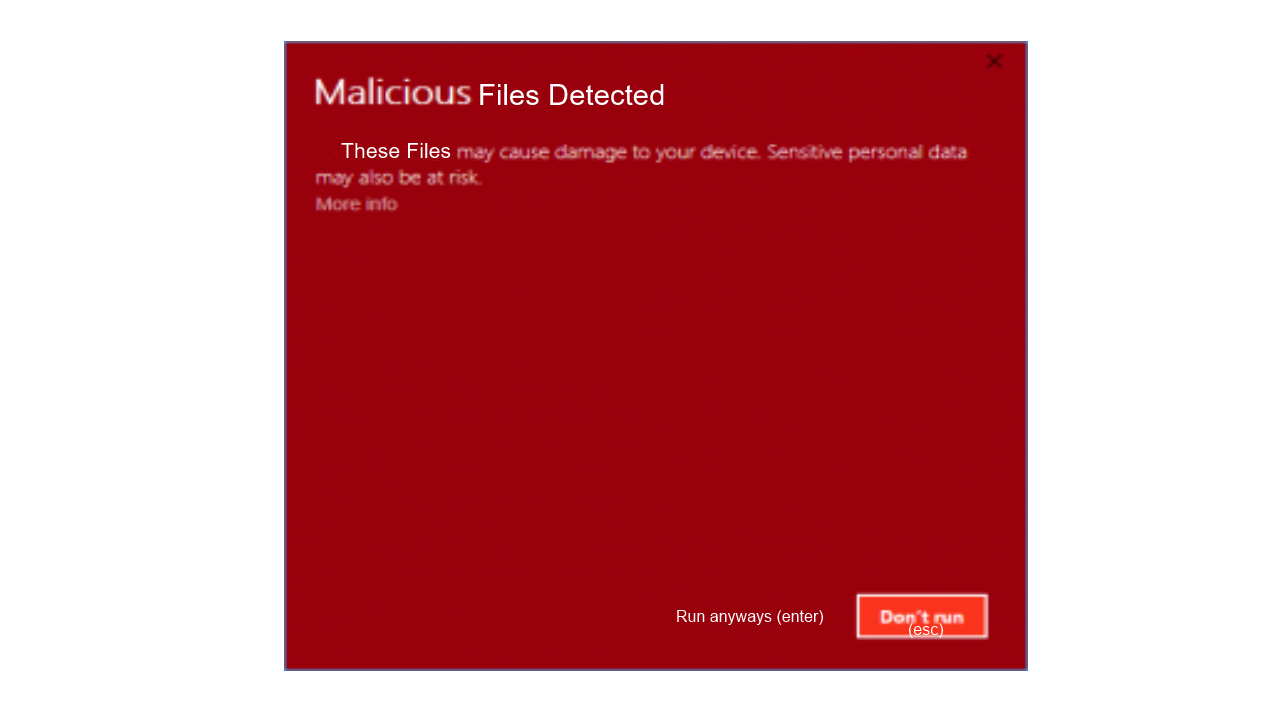 Malicious Files Detected
These Files may cause damage to your device. Sensitive personal data
may also be at risk.
More info
Run anyways (enter)
Don't run
(esc)